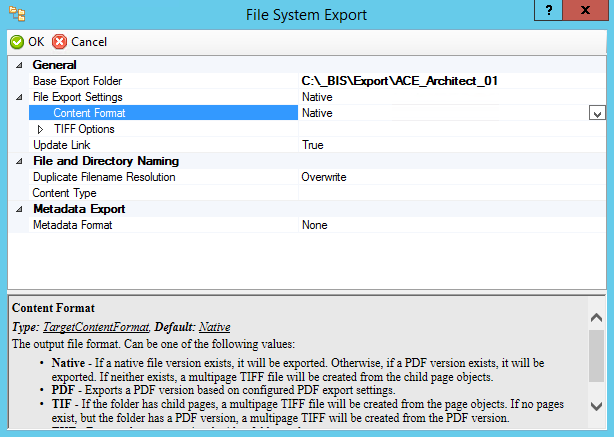 File System Export
? x
OK Cancel
General
Base Export Folder C:\_BIS\Export\ACE_Architect_01
File Export Settings Native
Content Format Native
TIFF Options
Update Link True
File and Directory Naming
Duplicate Filename Resolution Overwrite
Content Type
Metadata Export
Metadata Format None
Content Format
Type: TargetContentFormat, Default: Native
The output file format. Can be one of the following values:
• Native - If a native file version exists, it will be exported. Otherwise, if a PDF version exists, it will be
exported. If neither exists, a multipage TIFF file will be created from the child page objects.
• PDF - Exports a PDF version based on configured PDF export settings.
• TIF - If the folder has child pages, a multipage TIFF file will be created from the page objects. If no pages
exist, but the folder has a PDF version, a multipage TIFF will be created from the PDF version.